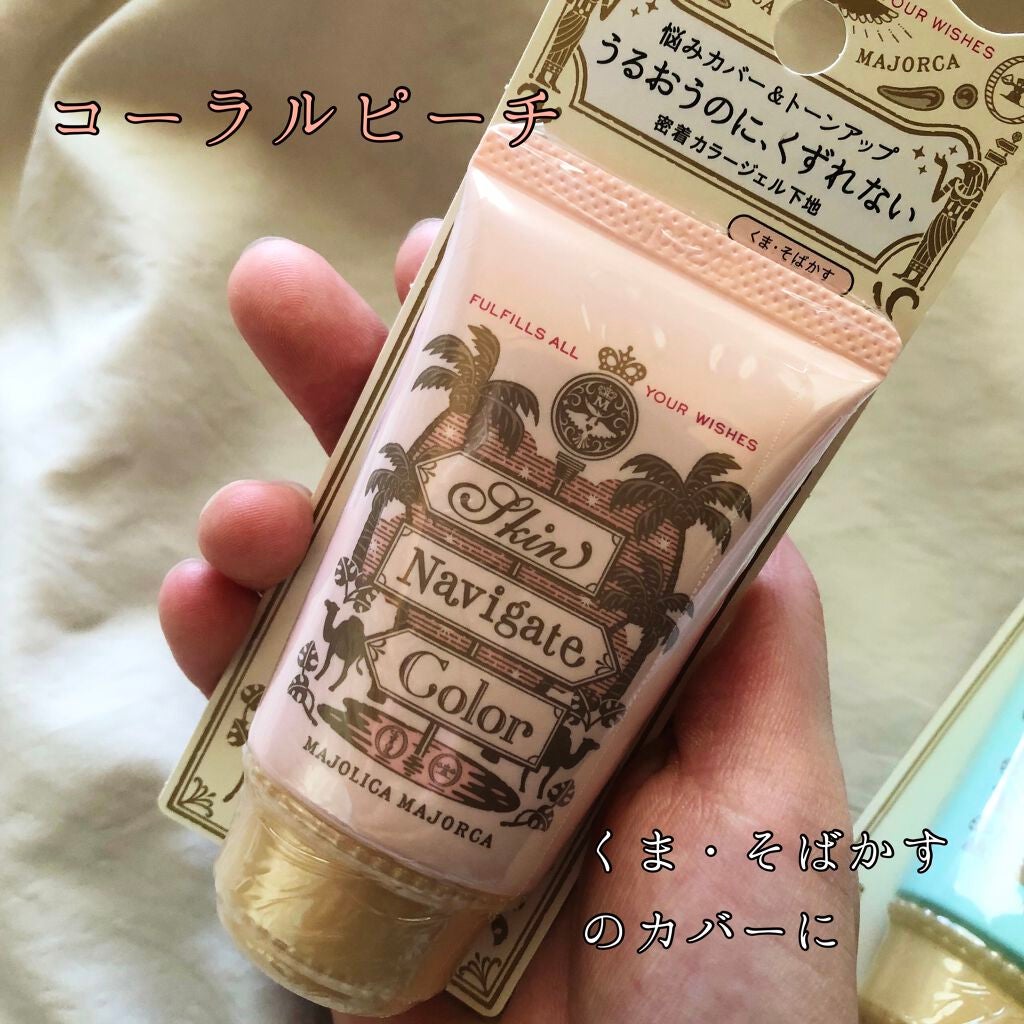 YOUR WISHES
MAJORCA
悩みカバー&トーンアップ
うるおうのに、くずれない
密着カラージェル下地
くま・そばかす
コーラルピーチ
FULFILLS ALL
YOUR WISHES
M
Skin
Navigate
Color
MAJOLICA MAJORCA
くま・そばかす
のカバーに